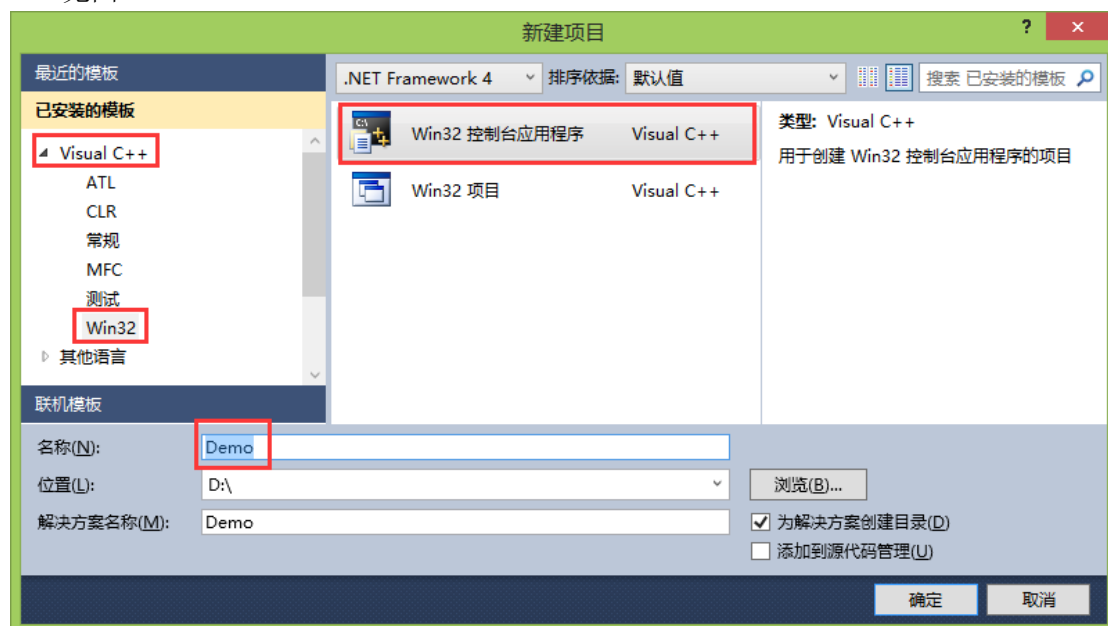 新建项目
?
×
最近的模板
.NET Framework 4
排序依据:
默认值
搜索 已安装的模板
已安装的模板
Visual C++
ATL
CLR
常规
MFC
测试
Win32
其他语言
联机模板
Win32 控制台应用程序
Visual C++
Win32 项目
Visual C++
类型: Visual C++
用于创建 Win32 控制台应用程序的项目
名称(N):
Demo
位置(L):
D:\
浏览(B)...
解决方案名称(M):
Demo
为解决方案创建目录(D)
添加到源代码管理(U)
确定
取消